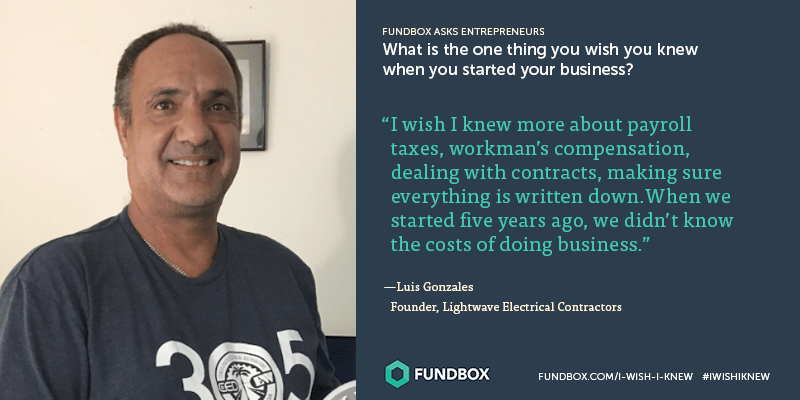 FUNDBOX ASKS ENTREPRENEURS
What is the one thing you wish you knew
when you started your business?
“I wish I knew more about payroll
taxes, workman’s compensation,
dealing with contracts, making sure
everything is written down.When we
started five years ago, we didn’t know
the costs of doing business.”
—Luis Gonzales
Founder, Lightwave Electrical Contractors
305
FUNDBOX
FUNDBOX.COM/I-WISH-I-KNEW #IWISHIKNEW